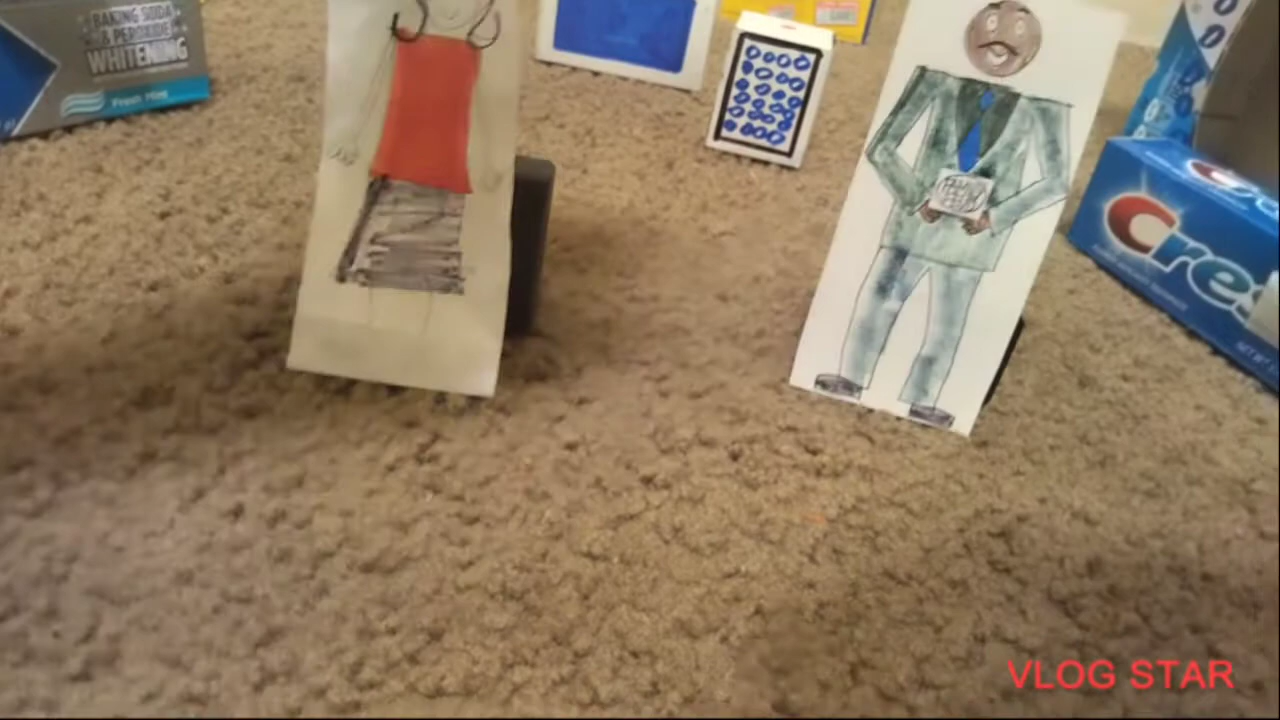 BAKING SODA
& PEROXIDE
WHITENING
Fresh Mint
Cres
VLOG STAR